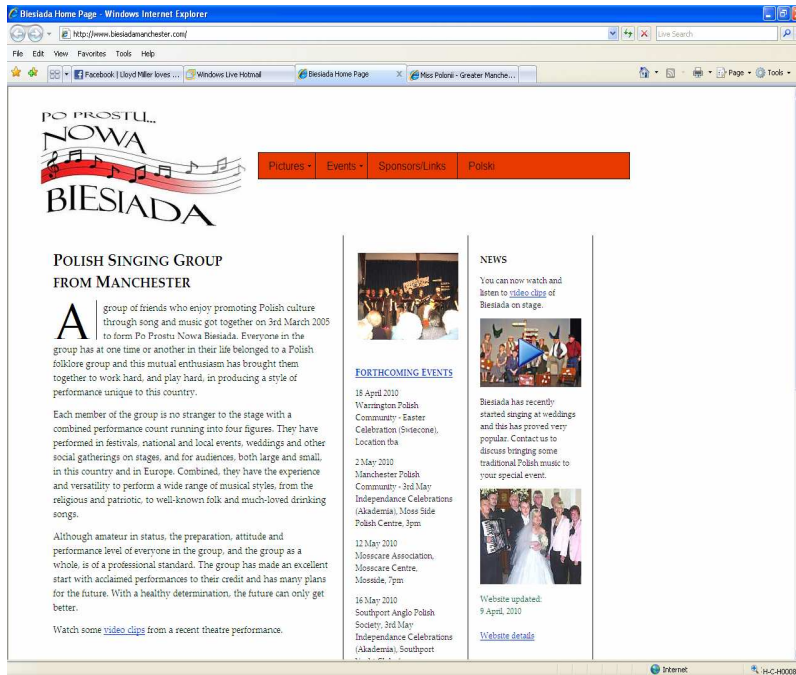 Biesiada Home Page - Windows Internet Explorer
http://www.biesiadamanchester.com/
Live Search
File Edit View Favorites Tools Help
Facebook | Lloyd Miller loves ... Windows Live Hotmail Biesiada Home Page X Miss Polonii - Greater Manche... Page Tools
PO PROSTU...
NOWA
BIESIADA
Pictures Events Sponsors/Links Polski
POLISH SINGING GROUP
FROM MANCHESTER
A group of friends who enjoy promoting Polish culture
through song and music got together on 3rd March 2005
to form Po Prostu Nowa Biesiada. Everyone in the
group has at one time or another in their life belonged to a Polish
folklore group and this mutual enthusiasm has brought them
together to work hard, and play hard, in producing a style of
performance unique to this country.
Each member of the group is no stranger to the stage with a
combined performance count running into four figures. They have
performed in festivals, national and local events, weddings and other
social gatherings on stages, and for audiences, both large and small,
in this country and in Europe. Combined, they have the experience
and versatility to perform a wide range of musical styles, from the
religious and patriotic, to well-known folk and much-loved drinking
songs.
Although amateur in status, the preparation, attitude and
performance level of everyone in the group, and the group as a
whole, is of a professional standard. The group has made an excellent
start with acclaimed performances to their credit and has many plans
for the future. With a healthy determination, the future can only get
better.
Watch some video clips from a recent theatre performance.
FORTHCOMING EVENTS
18 April 2010
Warrington Polish
Community - Easter
Celebration (Swiecone),
Location tba
2 May 2010
Manchester Polish
Community - 3rd May
Independance Celebrations
(Akademia), Moss Side
Polish Centre, 3pm
12 May 2010
Mosscare Association,
Mosscare Centre,
Mosside, 7pm
16 May 2010
Southport Anglo Polish
Society, 3rd May
Independance Celebrations
(Akademia), Southport
NEWS
You can now watch and
listen to video clips of
Biesiada on stage.
Biesiada has recently
started singing at weddings
and this has proved very
popular. Contact us to
discuss bringing some
traditional Polish music to
your special event.
Website updated:
9 April, 2010
Website details
Internet
H-C-H0008